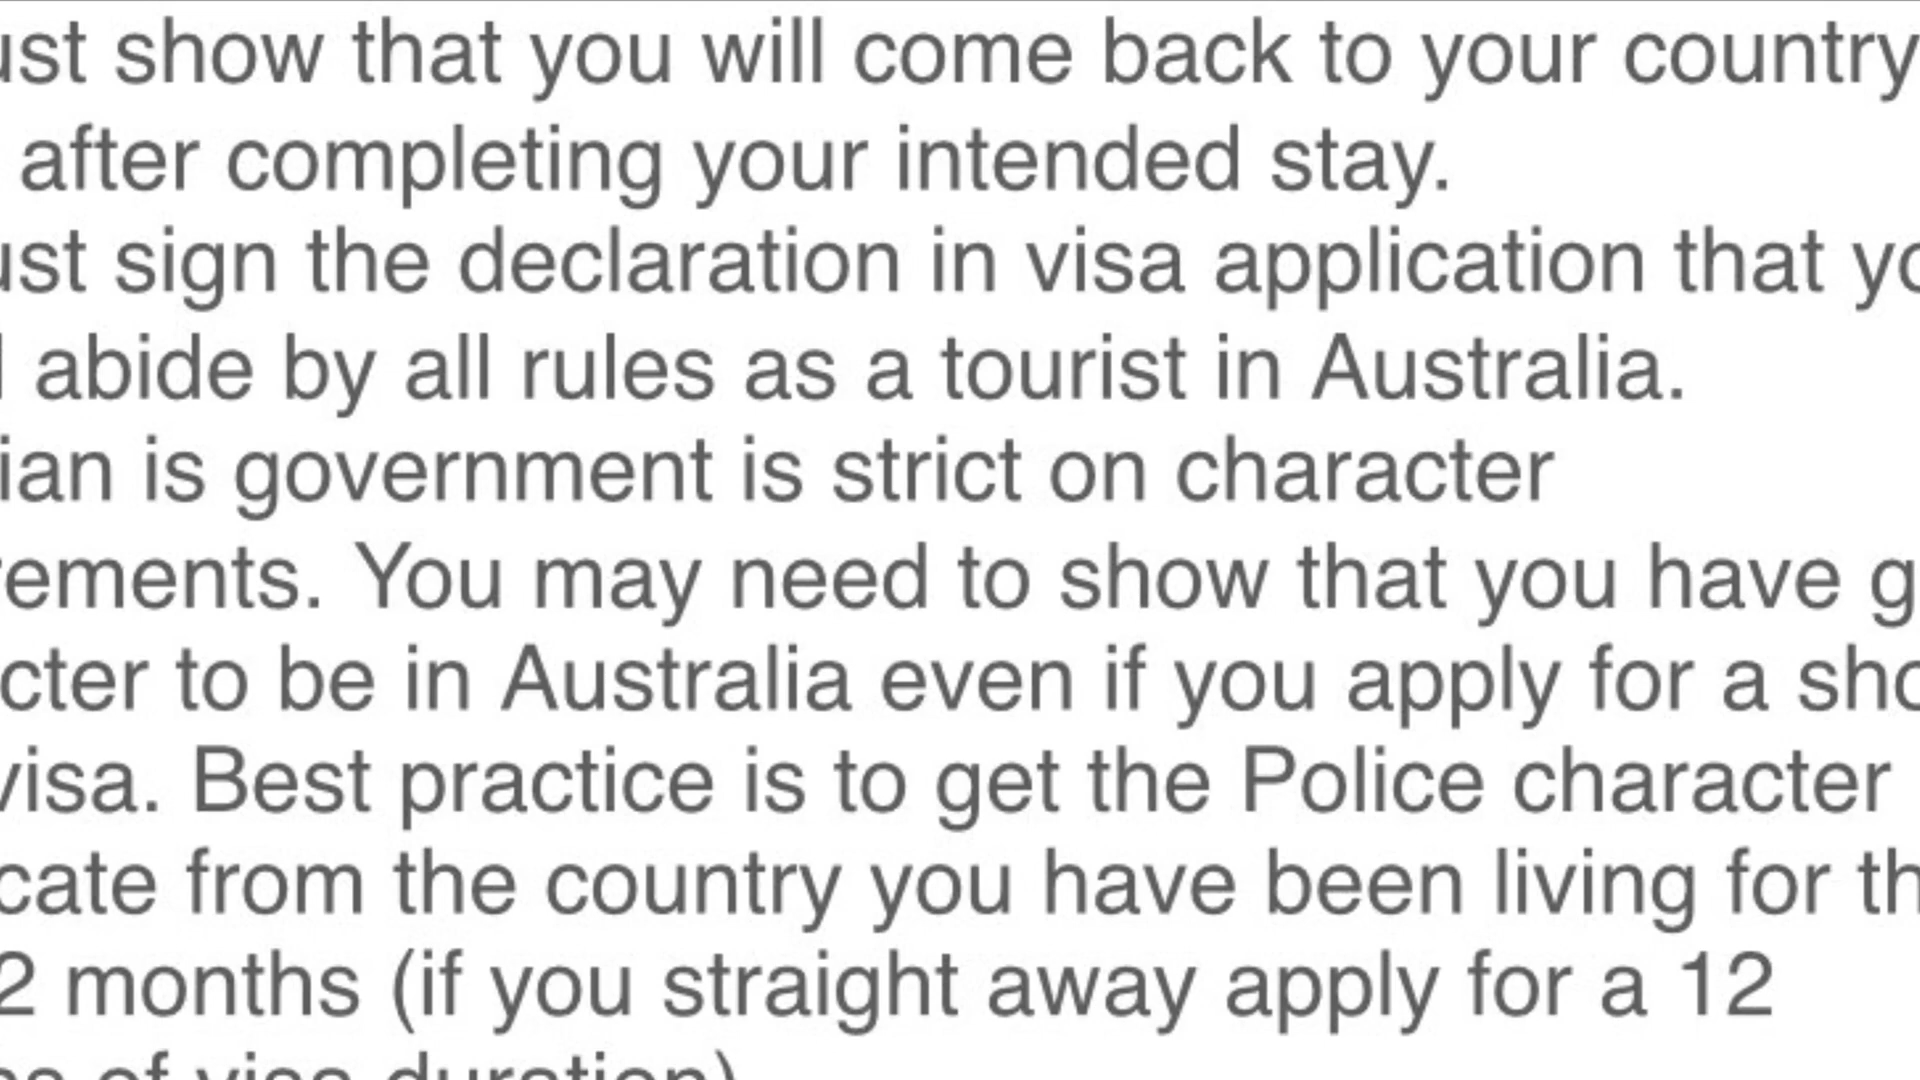 ust show that you will come back to your country
after completing your intended stay.
ust sign the declaration in visa application that yo
abide by all rules as a tourist in Australia.
ian is government is strict on character
rements. You may need to show that you have g
cter to be in Australia even if you apply for a sho
visa. Best practice is to get the Police character
cate from the country you have been living for th
2 months (if you straight away apply for a 12
of visa duration)